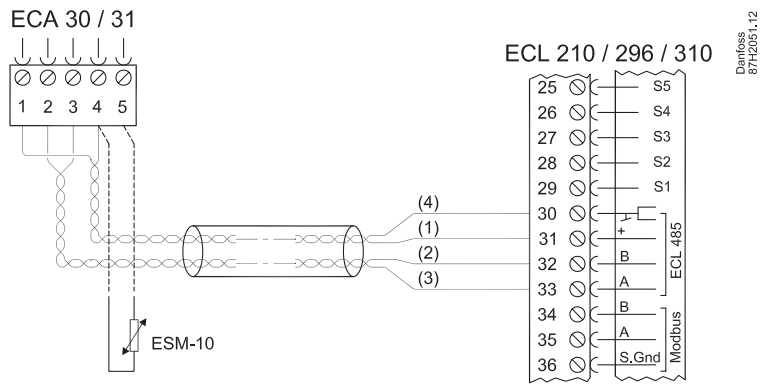 ECA 30 / 31
1 2 3 4 5
ESM-10
(4)
(1)
(2)
(3)
ECL 210 / 296 / 310
25 S5
26 S4
27 S3
28 S2
29 S1
30
31 +
32 B
33 A
34 B
35 A
36 S.Gnd
ECL 485
Modbus
Danfoss
87H2051.12